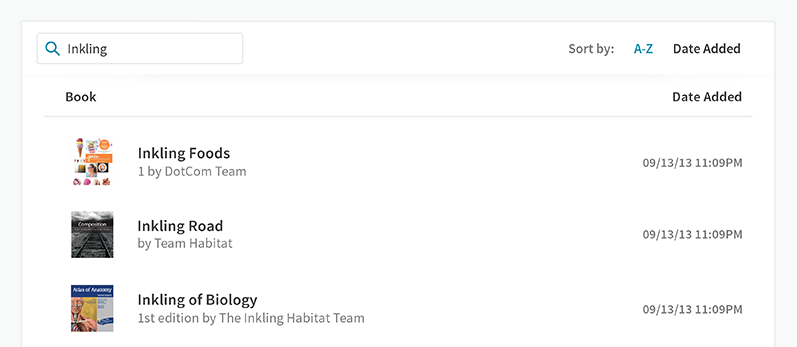 Inkling
Sort by: A-Z Date Added
Book Date Added
Inkling Foods
1 by DotCom Team
09/13/13 11:09PM
Composition
Inkling Road
by Team Habitat
09/13/13 11:09PM
Atlas of Anatomy
Inkling of Biology
1st edition by The Inkling Habitat Team
09/13/13 11:09PM